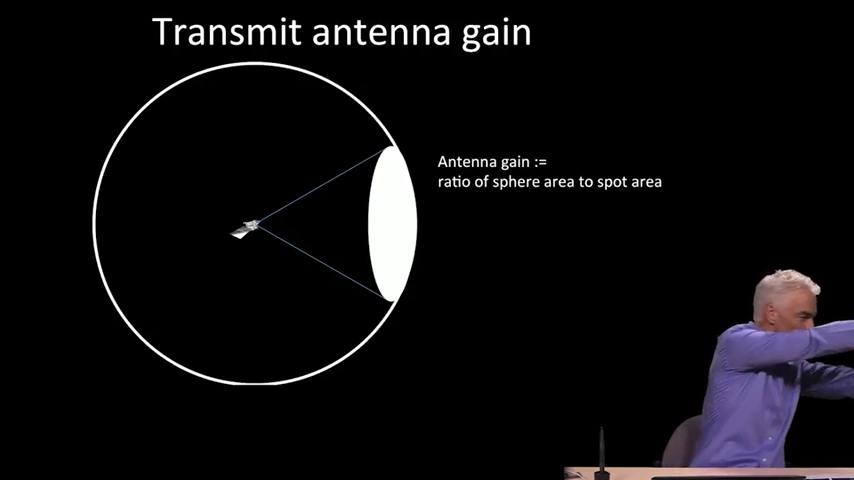 Transmit antenna gain
Antenna gain :=
ratio of sphere area to spot area